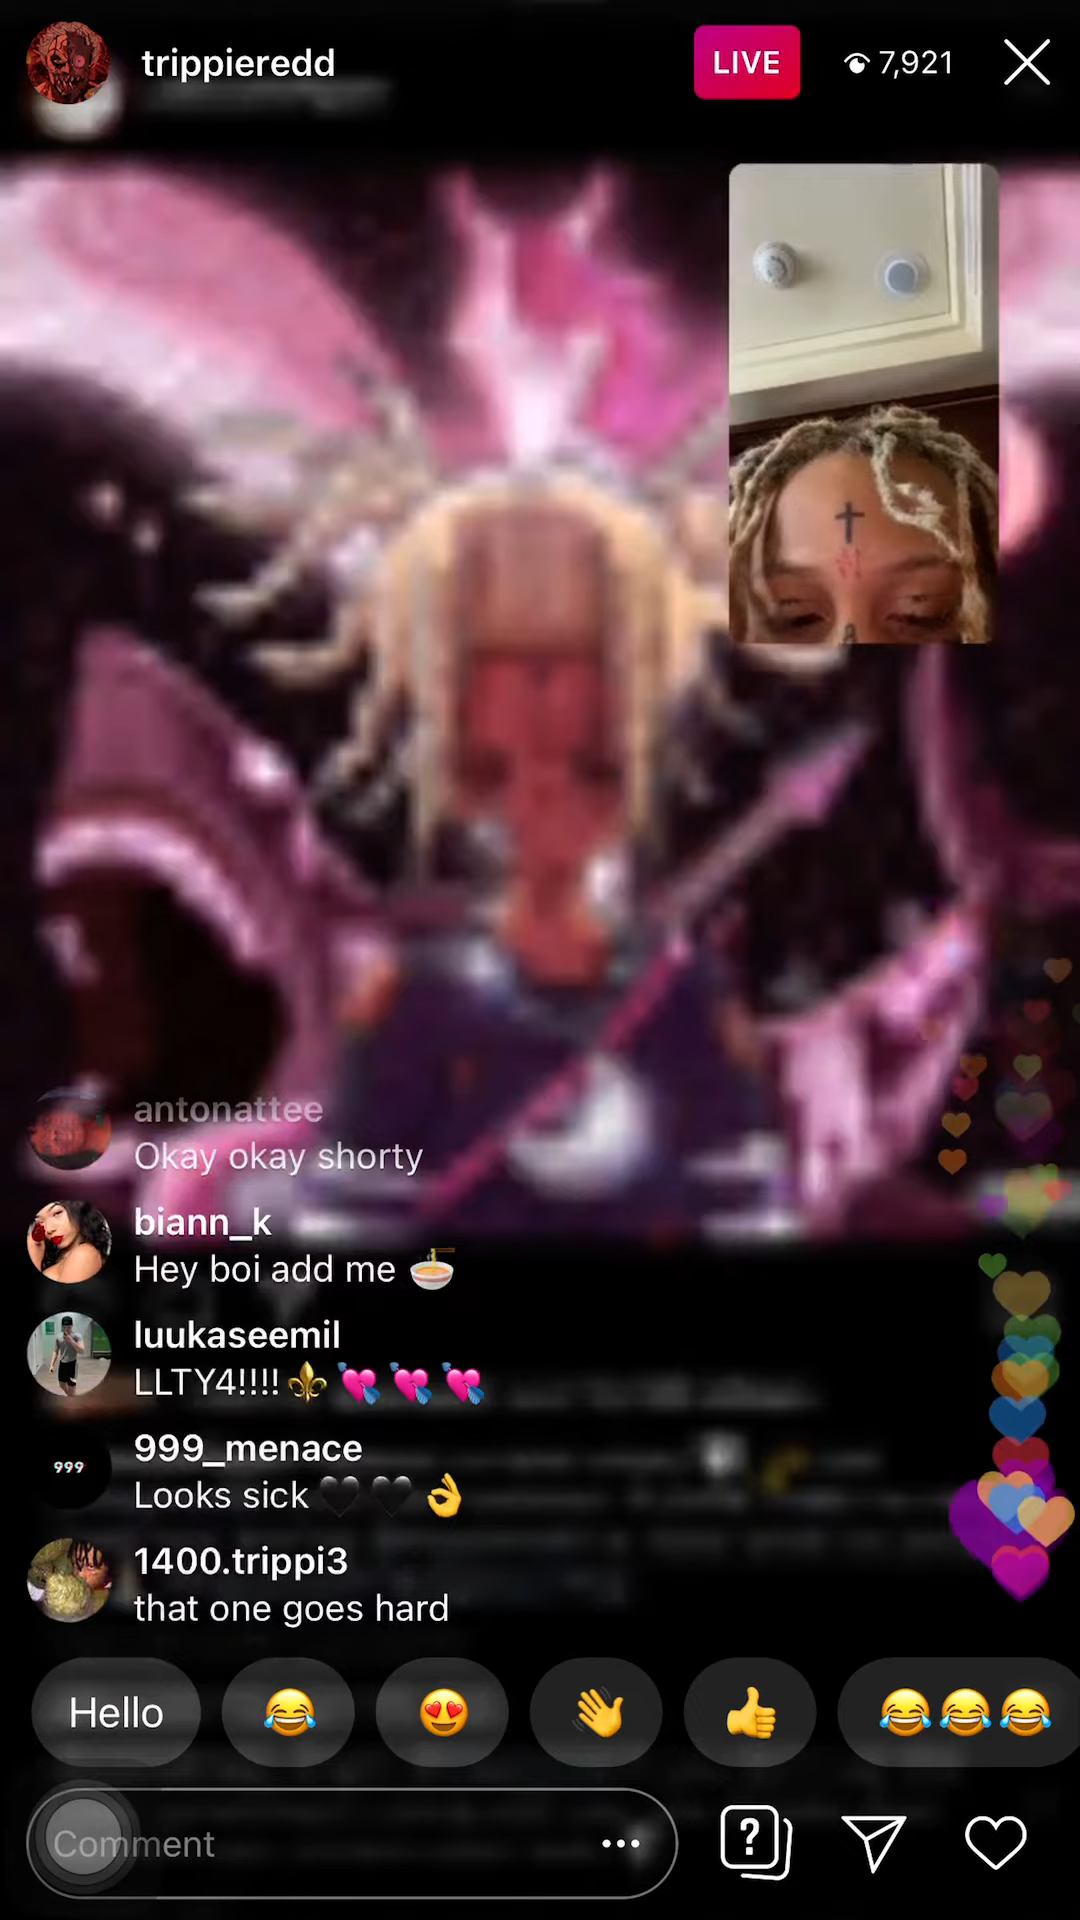 trippieredd
LIVE
7,921
antonattee
Okay okay shorty
biann_k
Hey boi add me 🍜
luukaseemil
LLTY4!!!!⚜️💘💘💘
999
999_menace
Looks sick🖤🖤👌
1400.trippi3
that one goes hard
Hello
😂
😍
👋
👍
😂😂😂
Comment